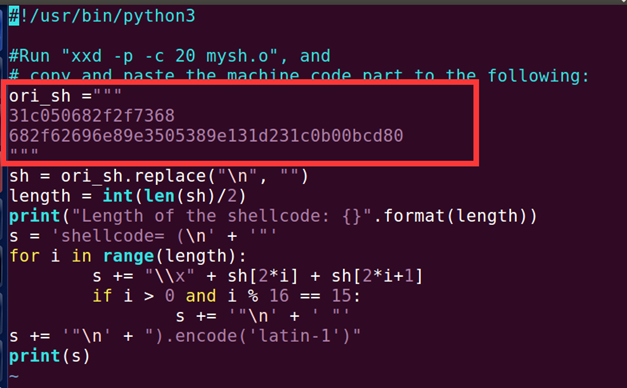 #!/usr/bin/python3
#Run "xxd -p -c 20 mysh.o", and
# copy and paste the machine code part to the following:
ori_sh ="""
31c050682f2f7368
682f62696e89e3505389e131d231c0b00bcd80
"""
sh = ori_sh.replace("\n", "")
length = int(len(sh)/2)
print("Length of the shellcode: {}".format(length))
s = 'shellcode= (\n' + '"'
for i in range(length):
        s += "\\x" + sh[2*i] + sh[2*i+1]
        if i > 0 and i % 16 == 15:
                s += '"\n' + ' "'
s += '"\n' + ").encode('latin-1')"
print(s)
~